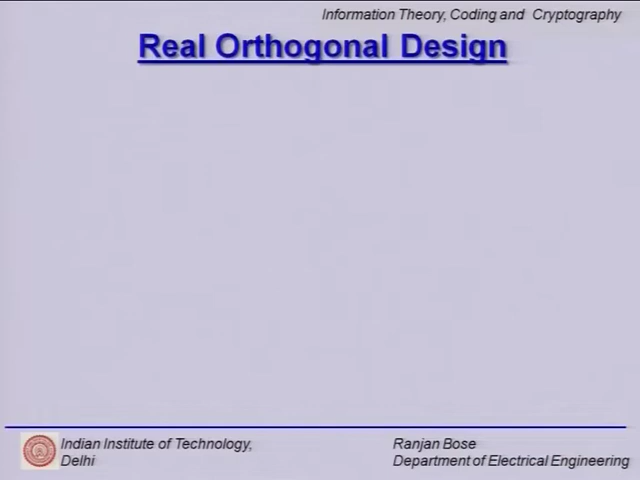 Information Theory, Coding and Cryptography
Real Orthogonal Design
Indian Institute of Technology,
Delhi
Ranjan Bose
Department of Electrical Engineering